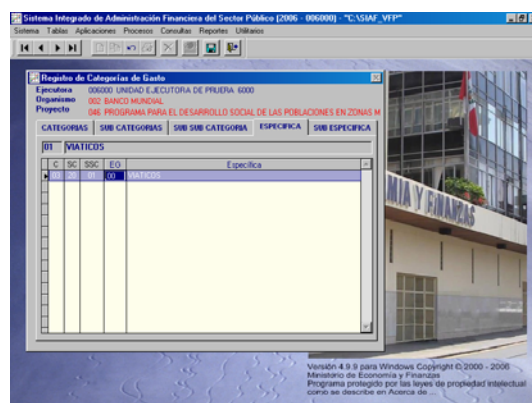 Sistema Integrado de Administración Financiera del Sector Público (2006 - 006000) - "C:\SIAF_VFP"
Sistema Tablas Aplicaciones Procesos Consultas Reportes Utilitarios
Registro de Categorías de Gasto
Ejecutora 006000 UNIDAD EJECUTORA DE PRUERA 6000
Organismo 002 BANCO MUNDIAL
Proyecto 046 PROGRAMA PARA EL DESARROLLO SOCIAL DE LAS POBLACIONES EN ZONAS M
CATEGORIAS SUB CATEGORIAS SUB SUB CATEGORIA ESPECIFICA SUB ESPECIFICA
01 VIATICOS
C SC SSC EG Específica
03 20 01 00 VIATICOS
MIA Y FINANZAS
Versión 4.9.9 para Windows Copyright © 2000 - 2006
Ministerio de Economía y Finanzas
Programa protegido por las leyes de propiedad intelectual
como se describe en Acerca de ...